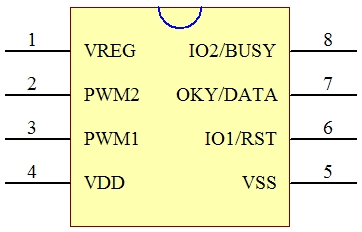 1 VREG IO2/BUSY 8
2 PWM2 OKY/DATA 7
3 PWM1 IO1/RST 6
4 VDD VSS 5